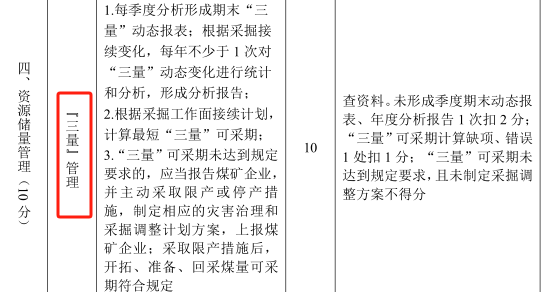 四、资源储量管理（10分）
『三量』管理
1.每季度分析形成期末“三
量”动态报表；根据采掘接
续变化，每年不少于 1 次对
“三量”动态变化进行统计
和分析，形成分析报告；
2.根据采掘工作面接续计划，
计算最短“三量”可采期；
3.“三量”可采期未达到规定
要求的，应当报告煤矿企业，
并主动采取限产或停产措
施，制定相应的灾害治理和
采掘调整计划方案，上报煤
矿企业；采取限产措施后，
开拓、准备、回采煤量可采
期符合规定
10
查资料。未形成季度期末动态报
表、年度分析报告 1 次扣 2 分；
“三量”可采期计算缺项、错误
1 处扣 1 分；“三量”可采期未
达到规定要求，且未制定采掘调
整方案不得分